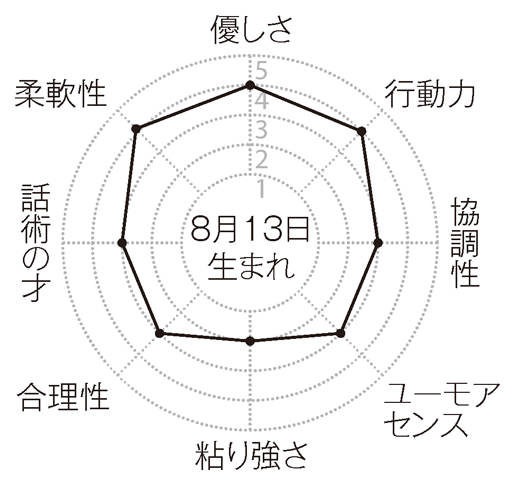 優しさ
柔軟性
行動力
5
4
3
2
1
話術の才
8月13日
生まれ
協調性
合理性
ユーモア
センス
粘り強さ